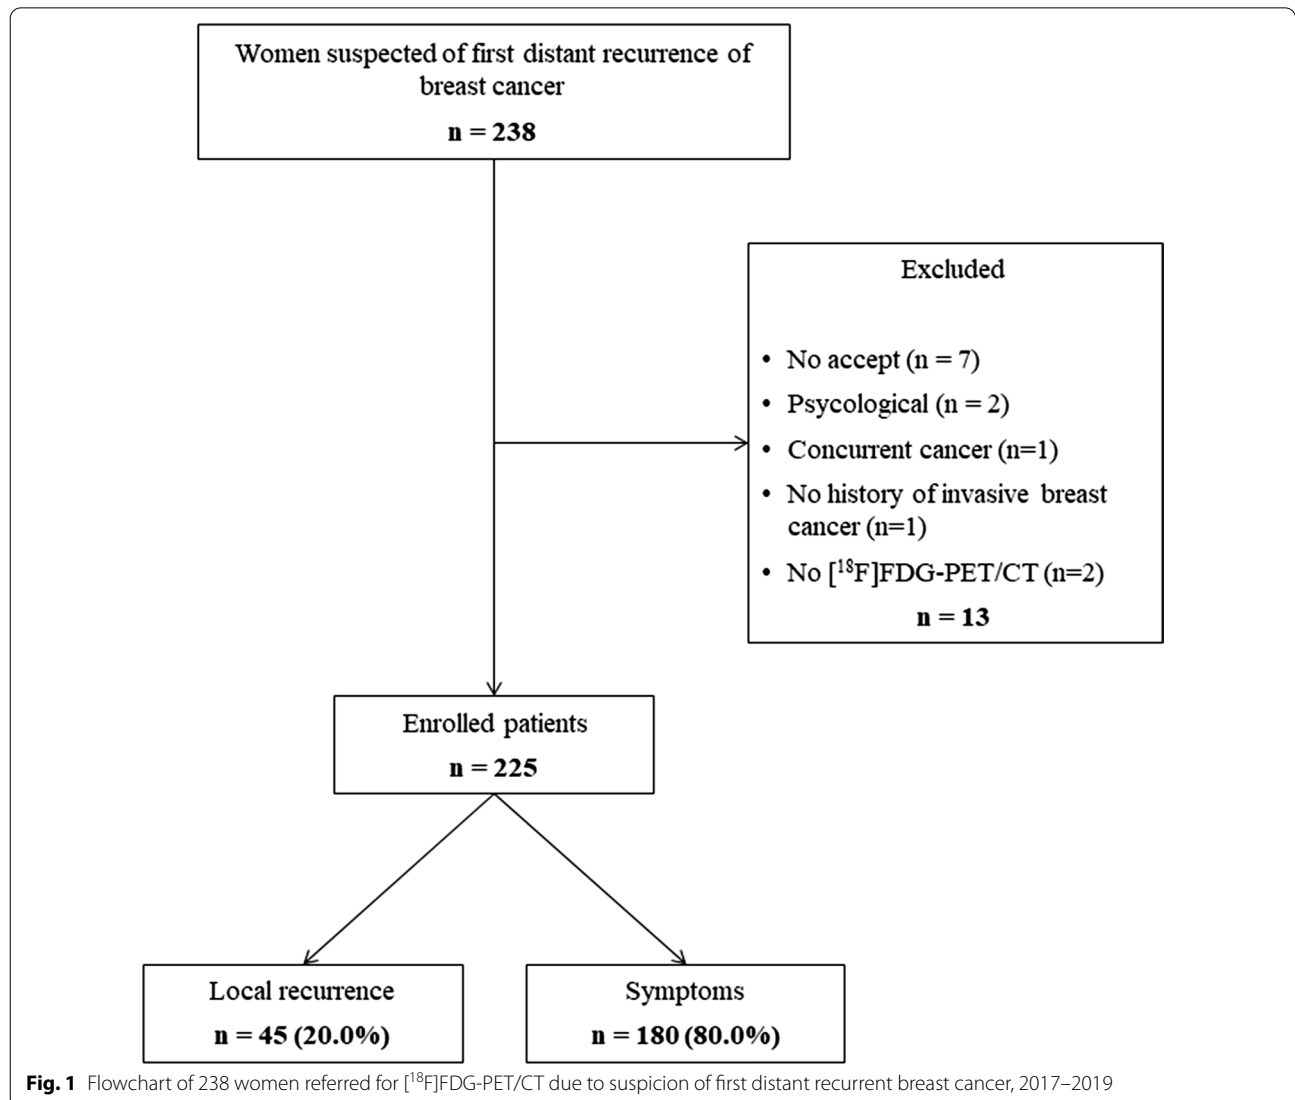 Women suspected of first distant recurrence of
breast cancer
n = 238
Excluded
• No accept (n = 7)
• Psycological (n = 2)
• Concurrent cancer (n=1)
• No history of invasive breast
cancer (n=1)
• No [¹⁸F]FDG-PET/CT (n=2)
n = 13
Enrolled patients
n = 225
Local recurrence
n = 45 (20.0%)
Symptoms
n = 180 (80.0%)
Fig. 1 Flowchart of 238 women referred for [¹⁸F]FDG-PET/CT due to suspicion of first distant recurrent breast cancer, 2017–2019